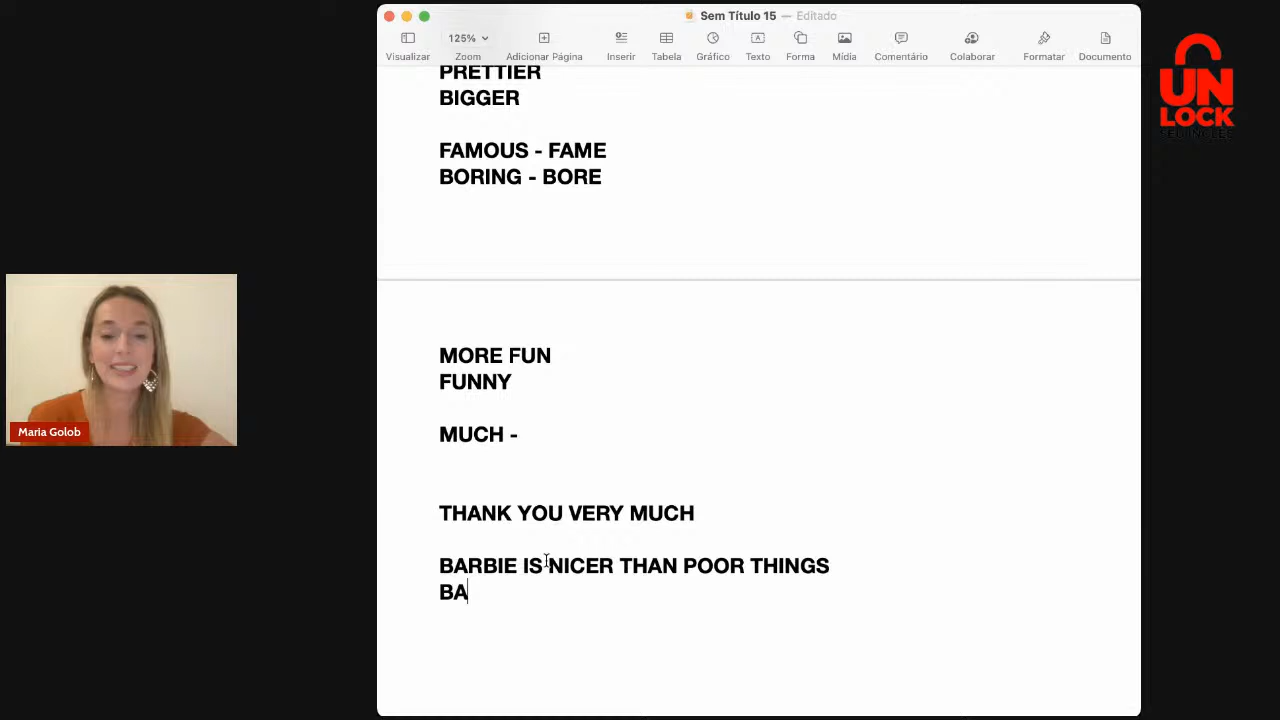 Sem Título 15 — Editado
125%
Visualizar Zoom Adicionar Página Inserir Tabela Gráfico Texto Forma Mídia Comentário Colaborar Formatar Documento
PRETTIER
BIGGER
FAMOUS - FAME
BORING - BORE
MORE FUN
FUNNY
MUCH -
THANK YOU VERY MUCH
BARBIE IS NICER THAN POOR THINGS
BA
Maria Golob
UN
LOCK
SEU INGLÊS